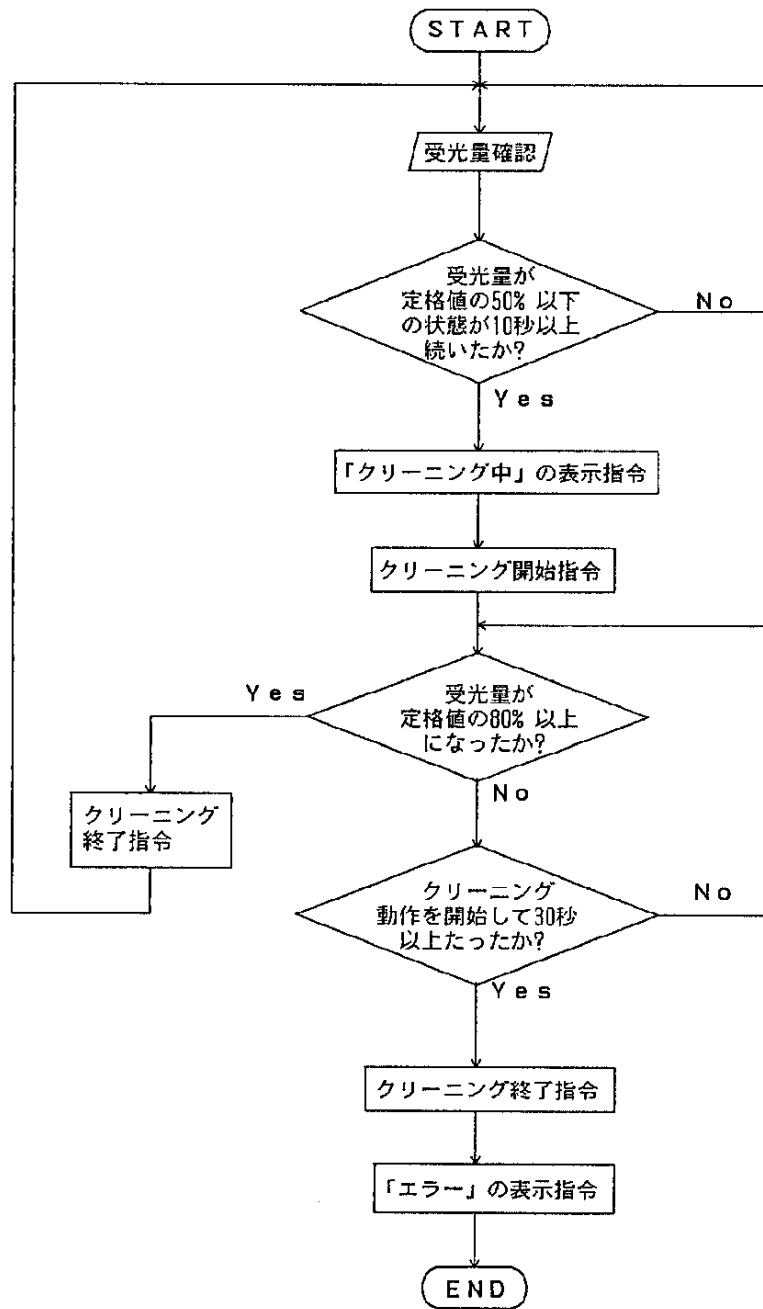 START
受光量確認
受光量が
定格値の50% 以下
の状態が10秒以上
続いたか?
No
Yes
「クリーニング中」の表示指令
クリーニング開始指令
Yes
受光量が
定格値の80% 以上
になったか?
No
クリーニング
終了指令
クリーニング
動作を開始して30秒
以上たったか?
No
Yes
クリーニング終了指令
「エラー」の表示指令
END